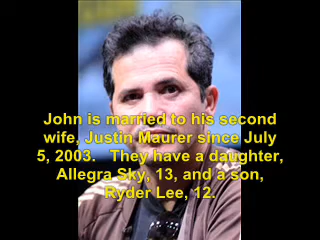 John is married to his second
wife, Justin Maurer since July
5, 2003. They have a daughter,
Allegra Sky, 13, and a son,
Ryder Lee, 12.